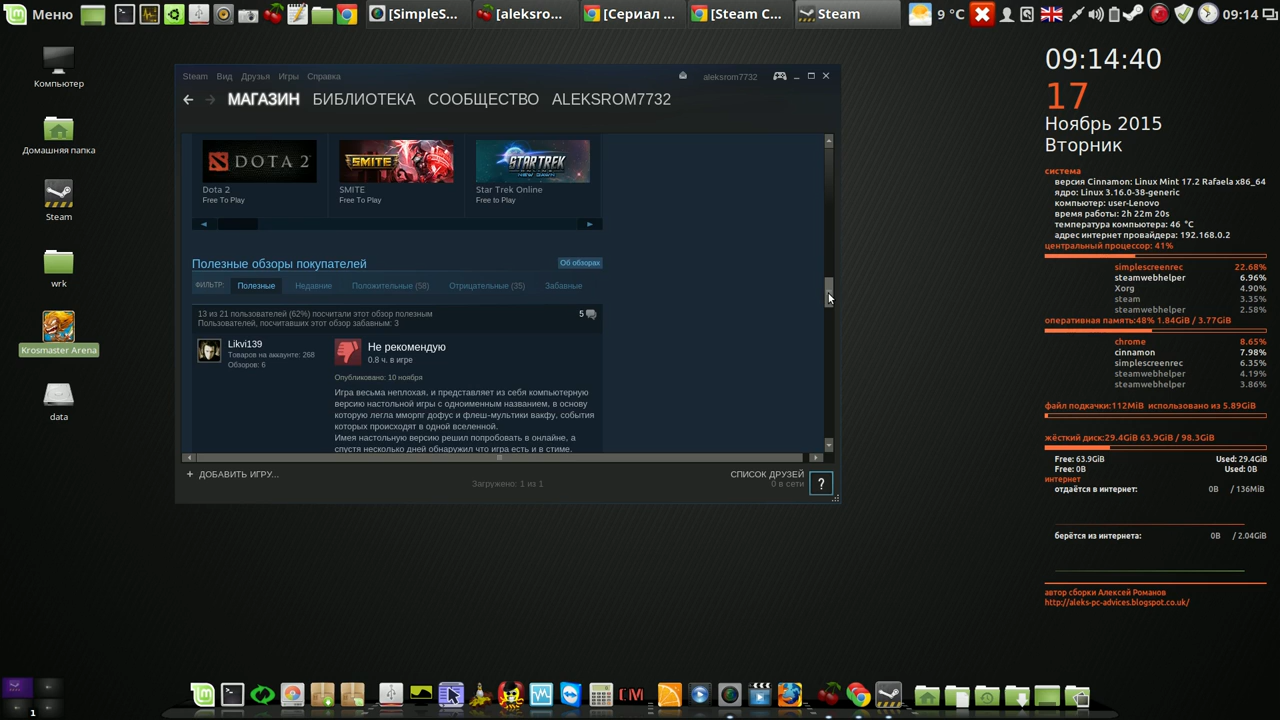 Меню
[SimpleS...
[aleksro...
[Сериал ...
[Steam C...
Steam
9 °C
09:14
Компьютер
Домашняя папка
Steam
wrk
Krosmaster Arena
data
Steam Вид Друзья Игры Справка
aleksrom7732
МАГАЗИН БИБЛИОТЕКА СООБЩЕСТВО ALEKSROM7732
DOTA 2
SMITE
STAR TREK
Dota 2
Free To Play
SMITE
Free To Play
Star Trek Online
Free to Play
Полезные обзоры покупателей
Об обзорах
ФИЛЬТР: Полезные Недавние Положительные (58) Отрицательные (35) Забавные
13 из 21 пользователей (62%) посчитали этот обзор полезным
5
Пользователей, посчитавших этот обзор забавным: 3
Likvi139
Товаров на аккаунте: 268
Обзоров: 6
Не рекомендую
0.8 ч. в игре
Опубликовано: 10 ноября
Игра весьма неплохая, и представляет из себя компьютерную
версию настольной игры с одноименным названием, в основу
которую легла мморпг дофус и флеш-мультики вакфу, события
которых происходят в одной вселенной.
Имея настольную версию решил попробовать в онлайне, а
спустя несколько дней обнаружил что игра есть и в стиме.
+ ДОБАВИТЬ ИГРУ...
Загружено: 1 из 1
СПИСОК ДРУЗЕЙ
0 в сети
?
09:14:40
17
Ноябрь 2015
Вторник
система
версия Cinnamon: Linux Mint 17.2 Rafaela x86_64
ядро: Linux 3.16.0-38-generic
компьютер: user-Lenovo
время работы: 2h 22m 20s
температура компьютера: 46 °C
адрес интернет провайдера: 192.168.0.2
центральный процессор: 41%
simplescreenrec 22.68%
steamwebhelper 6.96%
Xorg 4.90%
steam 3.35%
steamwebhelper 2.58%
оперативная память:48% 1.84GiB / 3.77GiB
chrome 8.65%
cinnamon 7.98%
simplescreenrec 6.35%
steamwebhelper 4.19%
steamwebhelper 3.86%
файл подкачки:112MiB использовано из 5.89GiB
жёсткий диск:29.4GiB 63.9GiB / 98.3GiB
Free: 63.9GiB Used: 29.4GiB
Free: 0B Used: 0B
интернет
отдаётся в интернет: 0B / 136MiB
берётся из интернета: 0B / 2.04GiB
автор сборки Алексей Романов
http://aleks-pc-advices.blogspot.co.uk/
CM
1